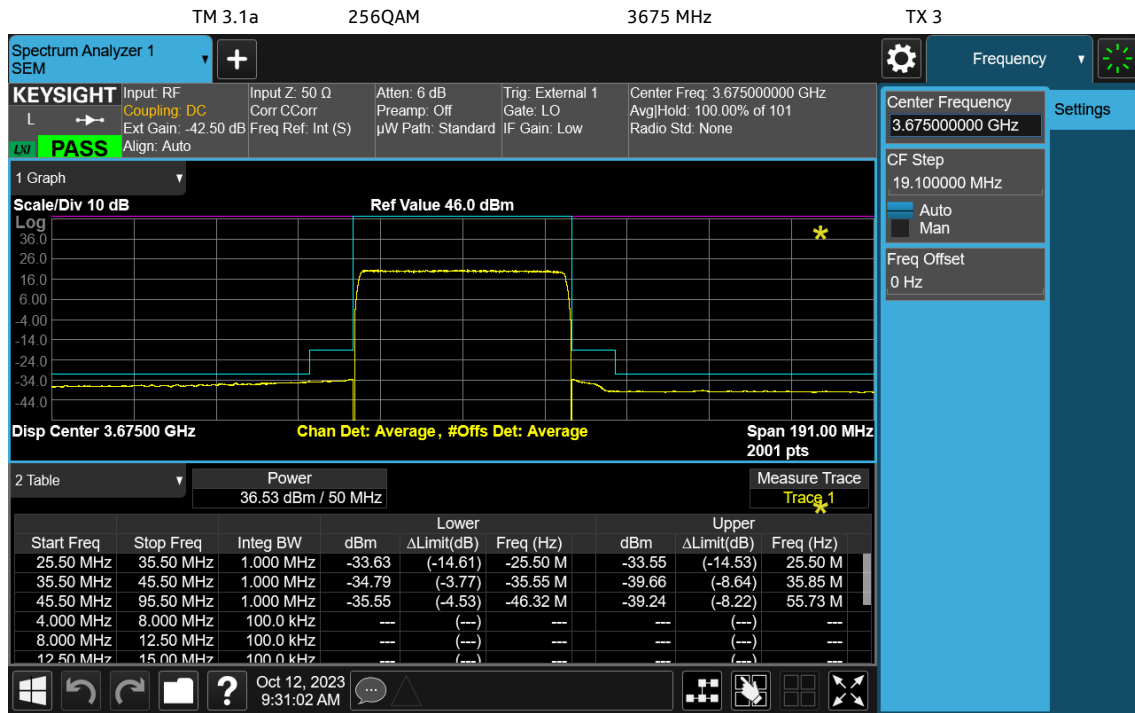 TM 3.1a 256QAM 3675 MHz TX 3
Spectrum Analyzer 1
SEM
Frequency
KEYSIGHT Input: RF Input Z: 50 Ω Atten: 6 dB Trig: External 1 Center Freq: 3.675000000 GHz
L Coupling: DC Corr CCorr Preamp: Off Gate: LO Avg|Hold: 100.00% of 101
Ext Gain: -42.50 dB Freq Ref: Int (S) µW Path: Standard IF Gain: Low Radio Std: None
LXI PASS Align: Auto
Center Frequency
3.675000000 GHz
Settings
CF Step
19.100000 MHz
Auto
Man
Freq Offset
0 Hz
1 Graph
Scale/Div 10 dB Ref Value 46.0 dBm
Log
36.0
26.0
16.0
6.00
-4.00
-14.0
-24.0
-34.0
-44.0
Disp Center 3.67500 GHz Chan Det: Average, #Offs Det: Average Span 191.00 MHz
2001 pts
2 Table Power Measure Trace
36.53 dBm / 50 MHz Trace 1
Lower Upper
Start Freq Stop Freq Integ BW dBm ΔLimit(dB) Freq (Hz) dBm ΔLimit(dB) Freq (Hz)
25.50 MHz 35.50 MHz 1.000 MHz -33.63 (-14.61) -25.50 M -33.55 (-14.53) 25.50 M
35.50 MHz 45.50 MHz 1.000 MHz -34.79 (-3.77) -35.55 M -39.66 (-8.64) 35.85 M
45.50 MHz 95.50 MHz 1.000 MHz -35.55 (-4.53) -46.32 M -39.24 (-8.22) 55.73 M
4.000 MHz 8.000 MHz 100.0 kHz --- (---) --- --- (---) ---
8.000 MHz 12.50 MHz 100.0 kHz --- (---) --- --- (---) ---
12.50 MHz 15.00 MHz 100.0 kHz --- (---) --- --- (---) ---
? Oct 12, 2023
9:31:02 AM